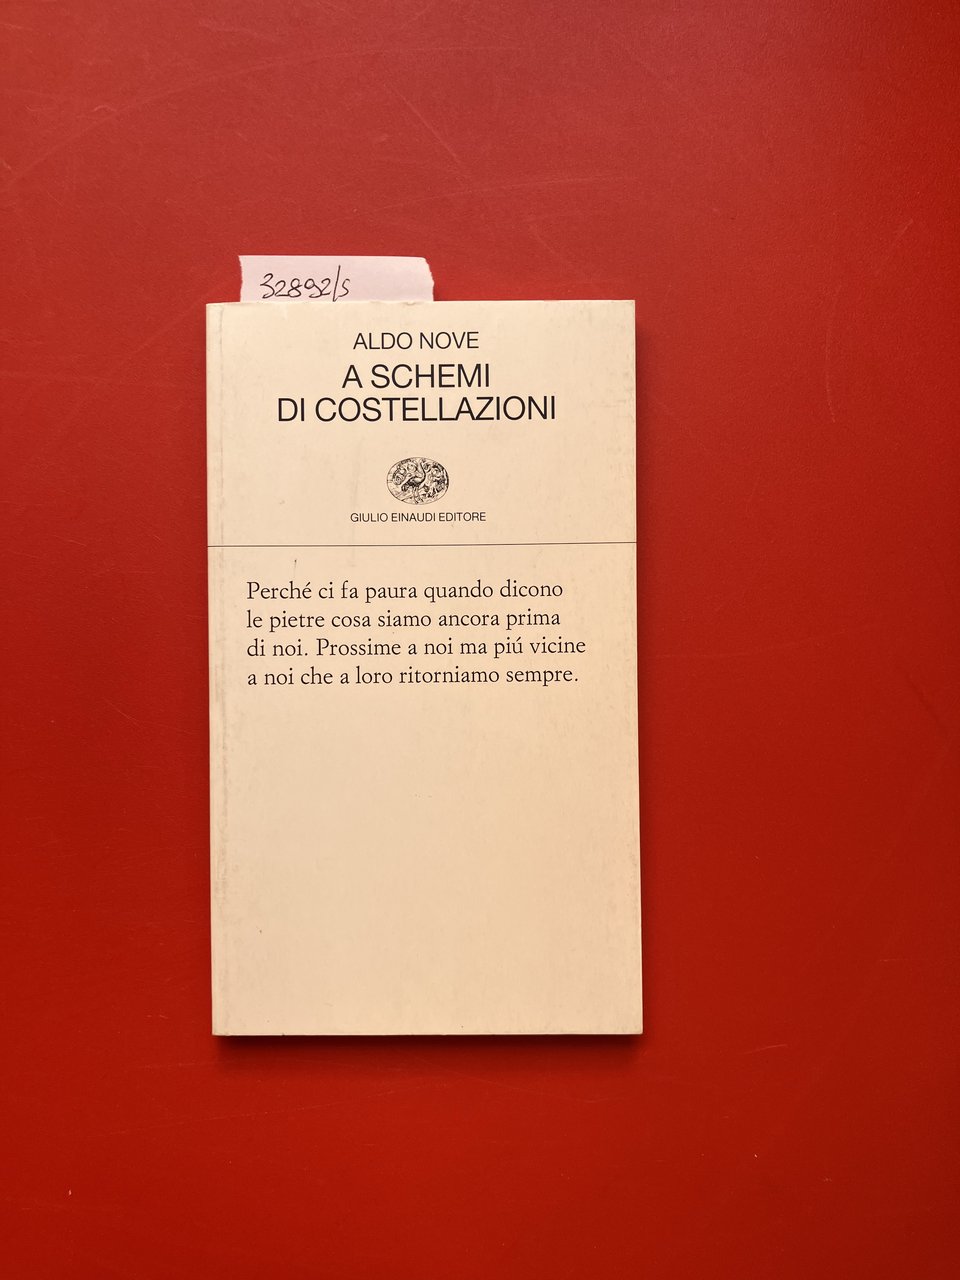 32892/s
ALDO NOVE
A SCHEMI
DI COSTELLAZIONI
GIULIO EINAUDI EDITORE
Perché ci fa paura quando dicono
le pietre cosa siamo ancora prima
di noi. Prossime a noi ma piú vicine
a noi che a loro ritorniamo sempre.